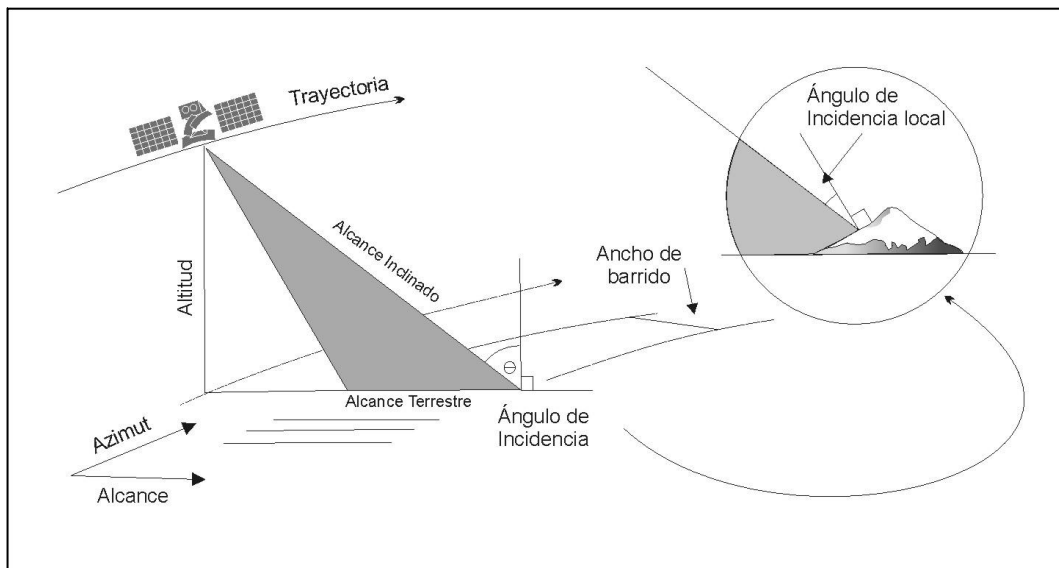 Trayectoria
Ángulo de
Incidencia local
Alcance Inclinado
Ancho de
barrido
Altitud
Θ
Alcance Terrestre
Ángulo de
Incidencia
Azimut
Alcance